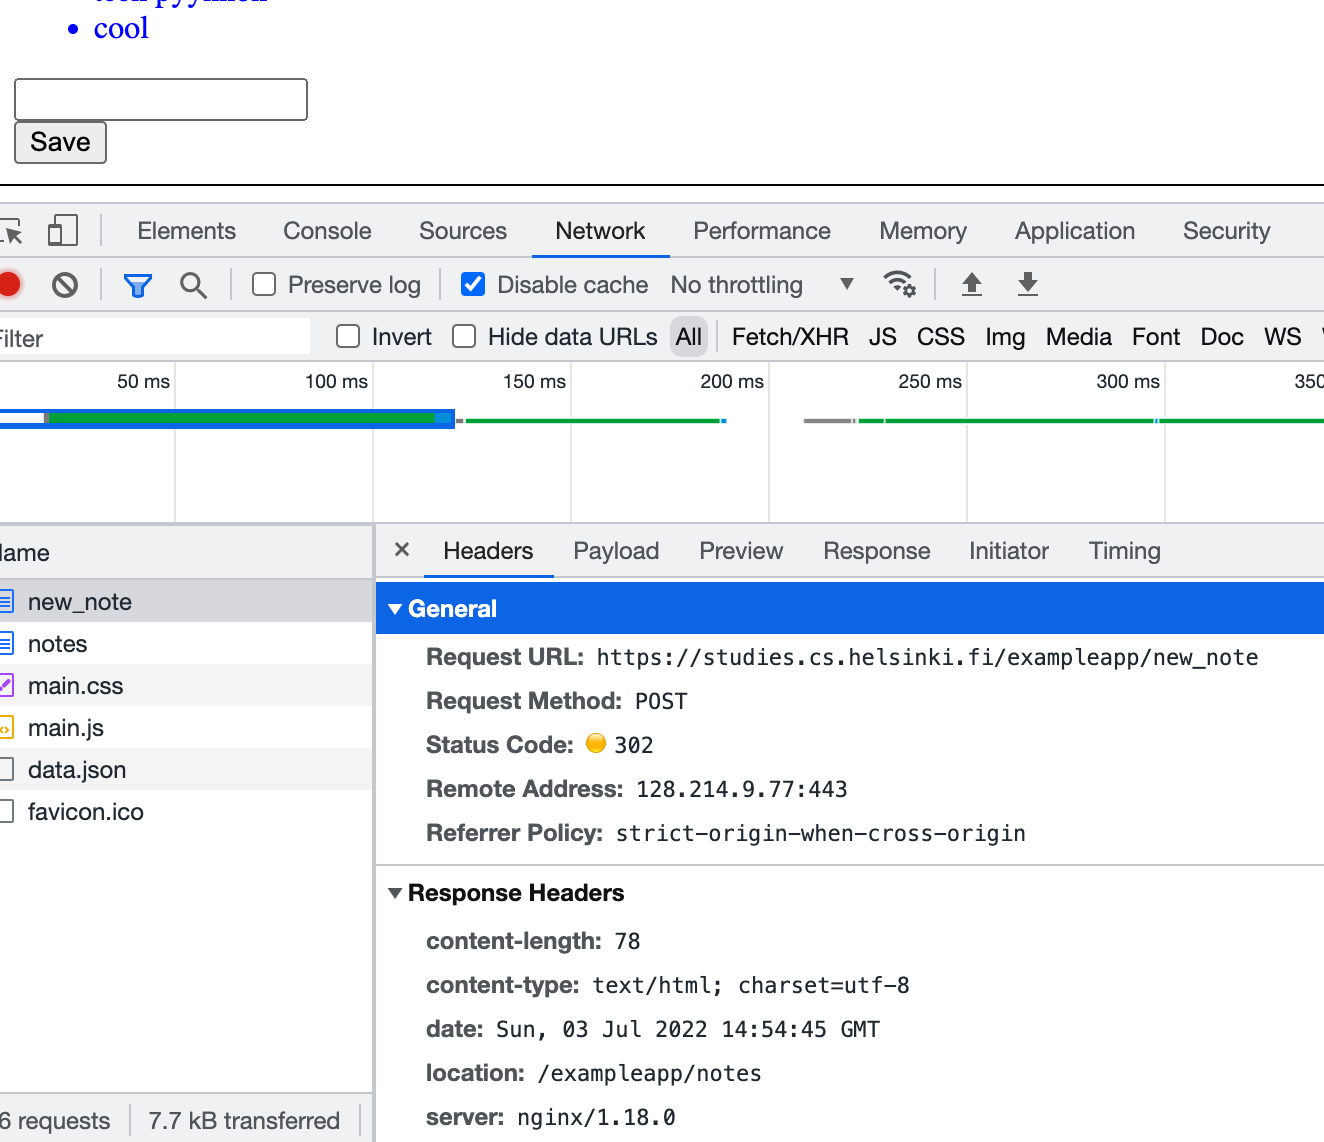 cool
Save
Elements Console Sources Network Performance Memory Application Security
Preserve log Disable cache No throttling
Filter Invert Hide data URLs All Fetch/XHR JS CSS Img Media Font Doc WS
50 ms 100 ms 150 ms 200 ms 250 ms 300 ms 350
Name
× Headers Payload Preview Response Initiator Timing
new_note
notes
main.css
main.js
data.json
favicon.ico
6 requests 7.7 kB transferred
General
Request URL: https://studies.cs.helsinki.fi/exampleapp/new_note
Request Method: POST
Status Code: 302
Remote Address: 128.214.9.77:443
Referrer Policy: strict-origin-when-cross-origin
Response Headers
content-length: 78
content-type: text/html; charset=utf-8
date: Sun, 03 Jul 2022 14:54:45 GMT
location: /exampleapp/notes
server: nginx/1.18.0